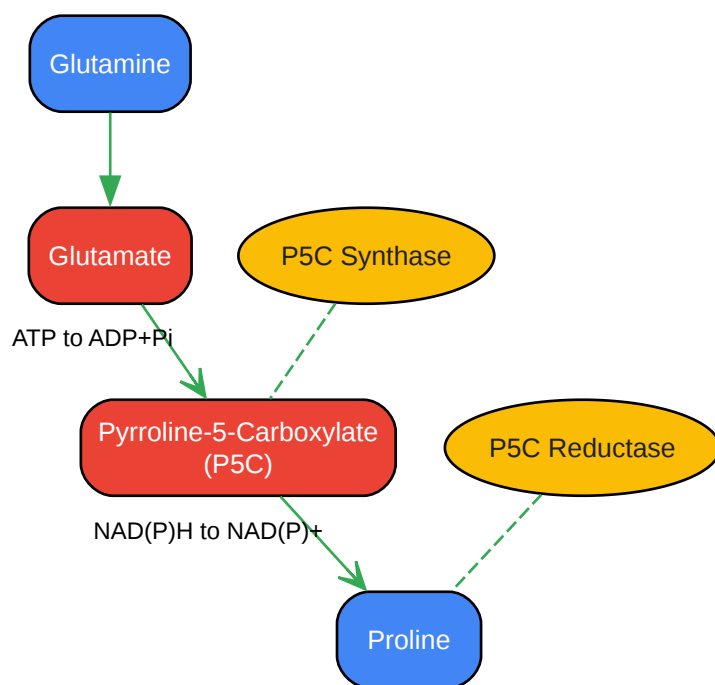 Glutamine
Glutamate
P5C Synthase
ATP to ADP+Pi
Pyrroline-5-Carboxylate
(P5C)
P5C Reductase
NAD(P)H to NAD(P)+
Proline